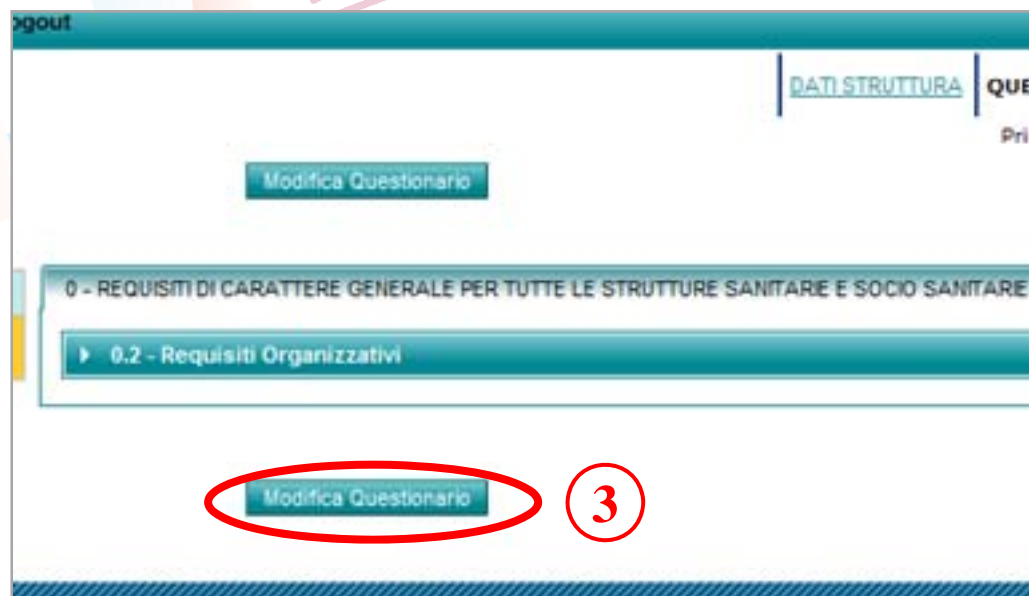 ogout
DATI STRUTTURA QUE
Pri
Modifica Questionario
0 - REQUISITI DI CARATTERE GENERALE PER TUTTE LE STRUTTURE SANITARIE E SOCIO SANITARIE
0.2 - Requisiti Organizzativi
Modifica Questionario
3